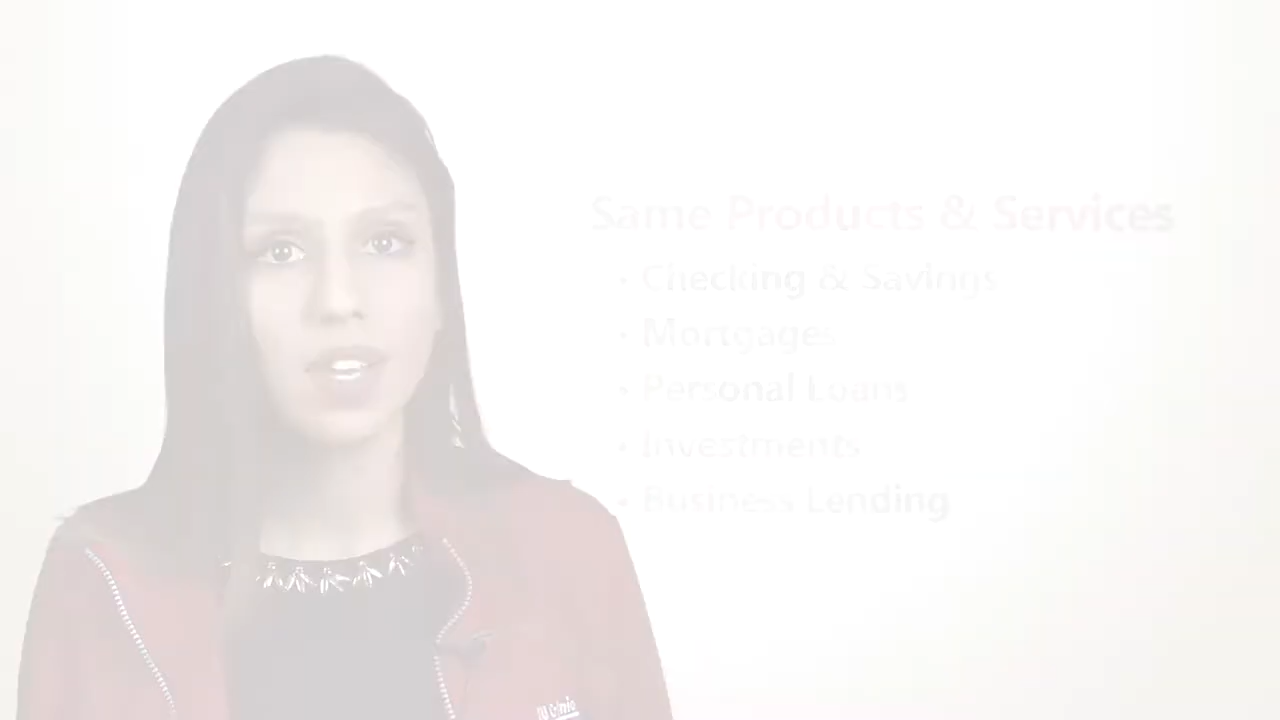 Same Products & Services
• Checking & Savings
• Mortgages
• Personal Loans
• Investments
• Business Lending